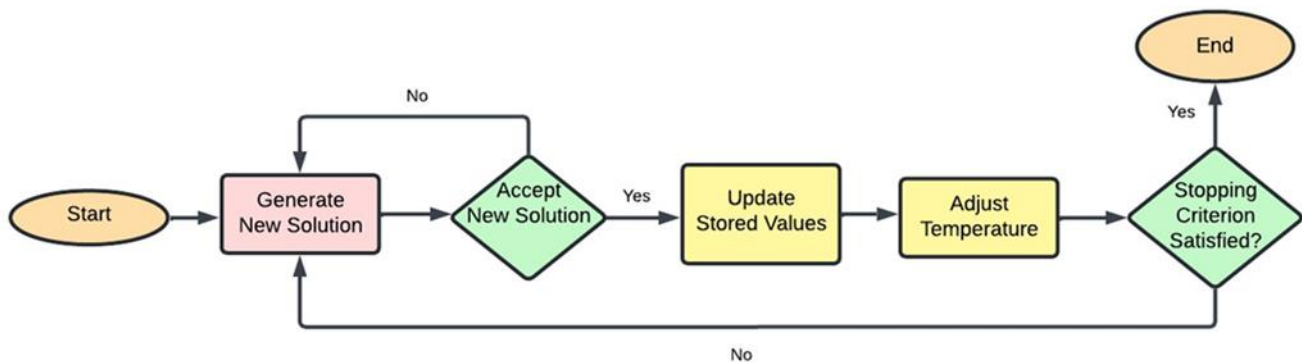 Start
Generate
New Solution
No
Accept
New Solution
Yes
Update
Stored Values
Adjust
Temperature
Stopping
Criterion
Satisfied?
Yes
End
No